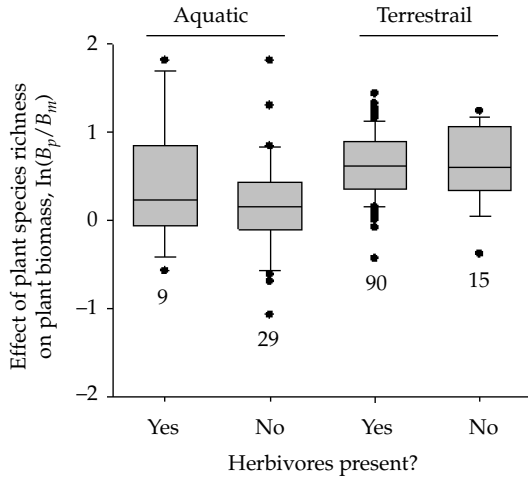 Aquatic Terrestrail
Effect of plant species richness
on plant biomass, ln(Bp/Bm)
2
1
0
−1
−2
9
29
90
15
Yes No Yes No
Herbivores present?